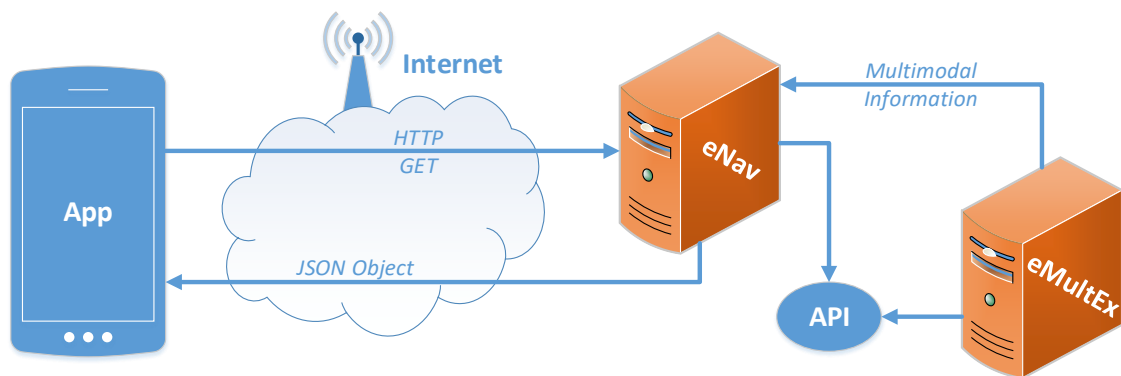 Internet
Multimodal
Information
HTTP
GET
eNav
App
JSON Object
eMultEx
API